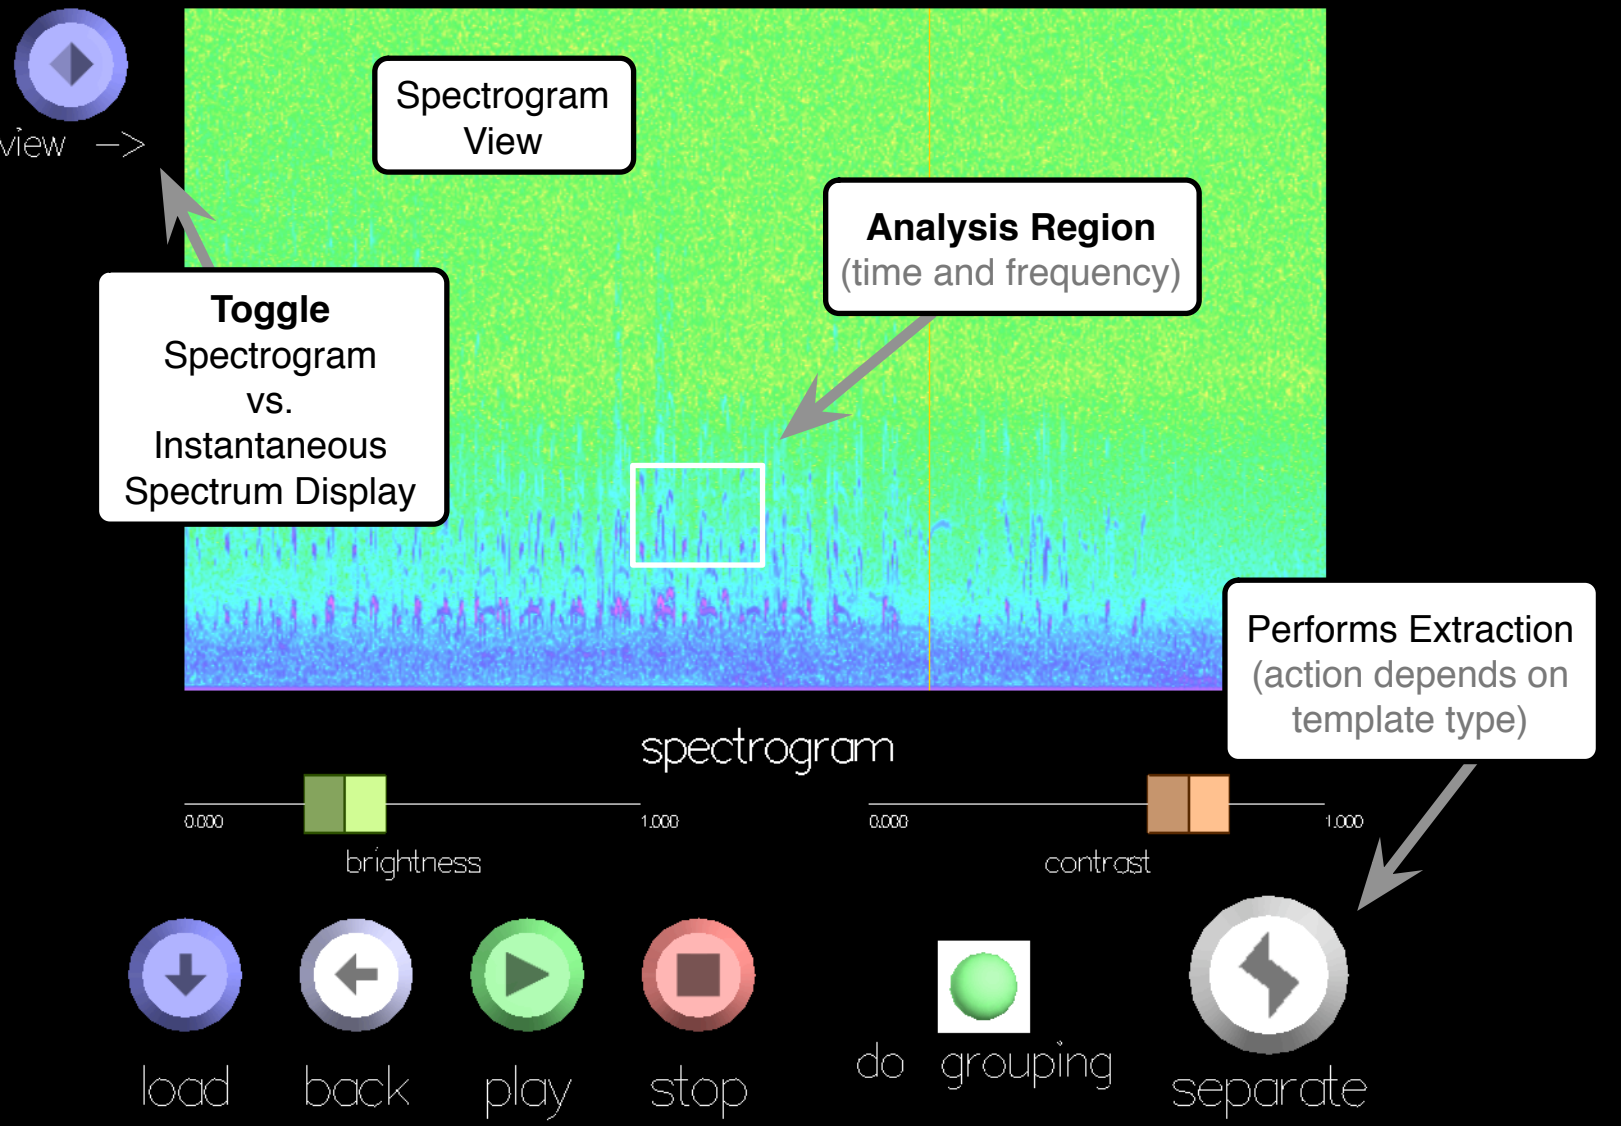 view ->
Spectrogram
View
Analysis Region
(time and frequency)
Toggle
Spectrogram
vs.
Instantaneous
Spectrum Display
Performs Extraction
(action depends on
template type)
spectrogram
0.000
1.000
brightness
0.000
1.000
contrast
load
back
play
stop
do grouping
separate